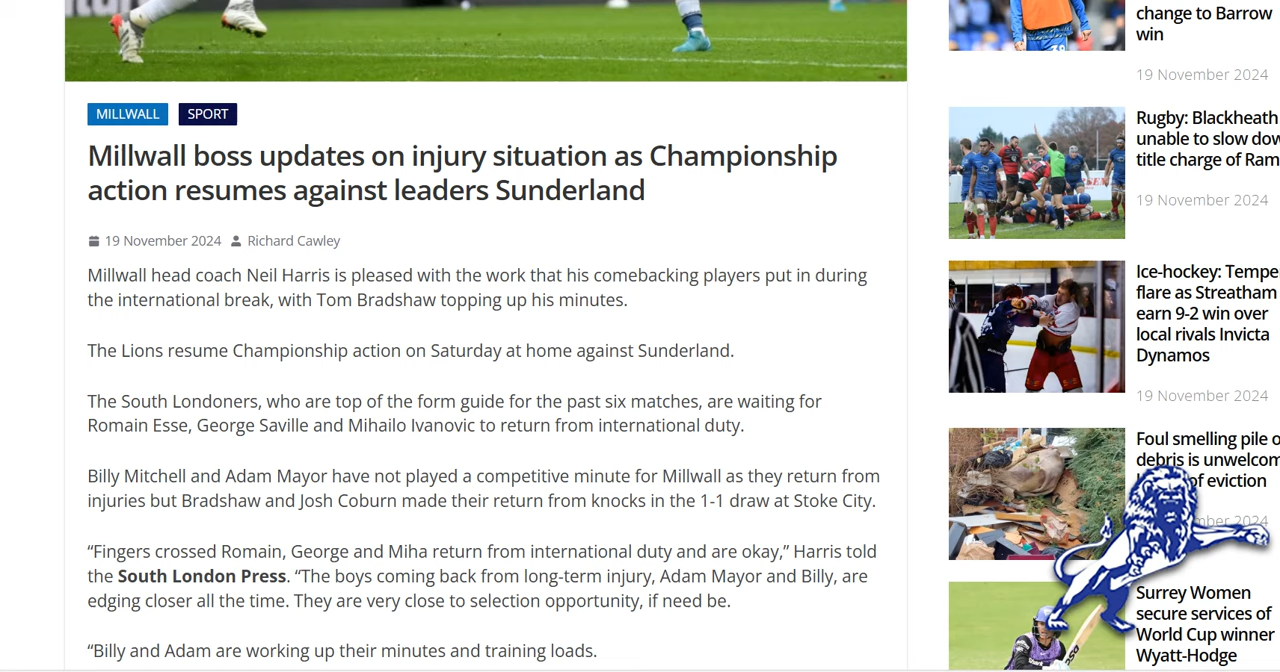 MILLWALL SPORT
Millwall boss updates on injury situation as Championship
action resumes against leaders Sunderland
19 November 2024 Richard Cawley
Millwall head coach Neil Harris is pleased with the work that his comebacking players put in during
the international break, with Tom Bradshaw topping up his minutes.
The Lions resume Championship action on Saturday at home against Sunderland.
The South Londoners, who are top of the form guide for the past six matches, are waiting for
Romain Esse, George Saville and Mihailo Ivanovic to return from international duty.
Billy Mitchell and Adam Mayor have not played a competitive minute for Millwall as they return from
injuries but Bradshaw and Josh Coburn made their return from knocks in the 1-1 draw at Stoke City.
“Fingers crossed Romain, George and Miha return from international duty and are okay,” Harris told
the South London Press. “The boys coming back from long-term injury, Adam Mayor and Billy, are
edging closer all the time. They are very close to selection opportunity, if need be.
“Billy and Adam are working up their minutes and training loads.
change to Barrow
win
19 November 2024
Rugby: Blackheath
unable to slow
title charge of
19 November 2024
Ice-hockey:
flare as Streatham
earn 9-2 win over
local rivals Invicta
Dynamos
19 November 2024
Foul smelling pile
debris is
of eviction
2024
Surrey Women
secure services of
World Cup winner
Wyatt-Hodge